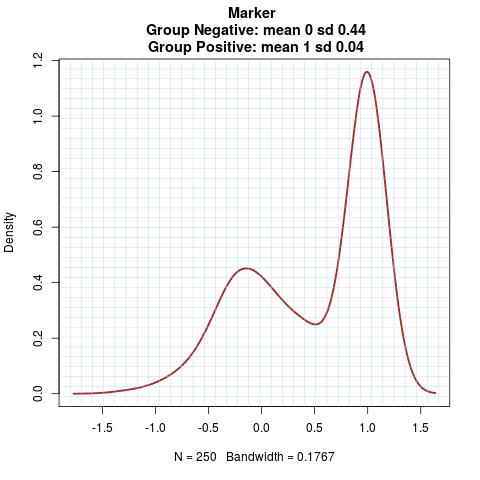 Marker
Group Negative: mean 0 sd 0.44
Group Positive: mean 1 sd 0.04
1.2
1.0
0.8
0.6
0.4
0.2
0.0
Density
-1.5 -1.0 -0.5 0.0 0.5 1.0 1.5
N = 250 Bandwidth = 0.1767